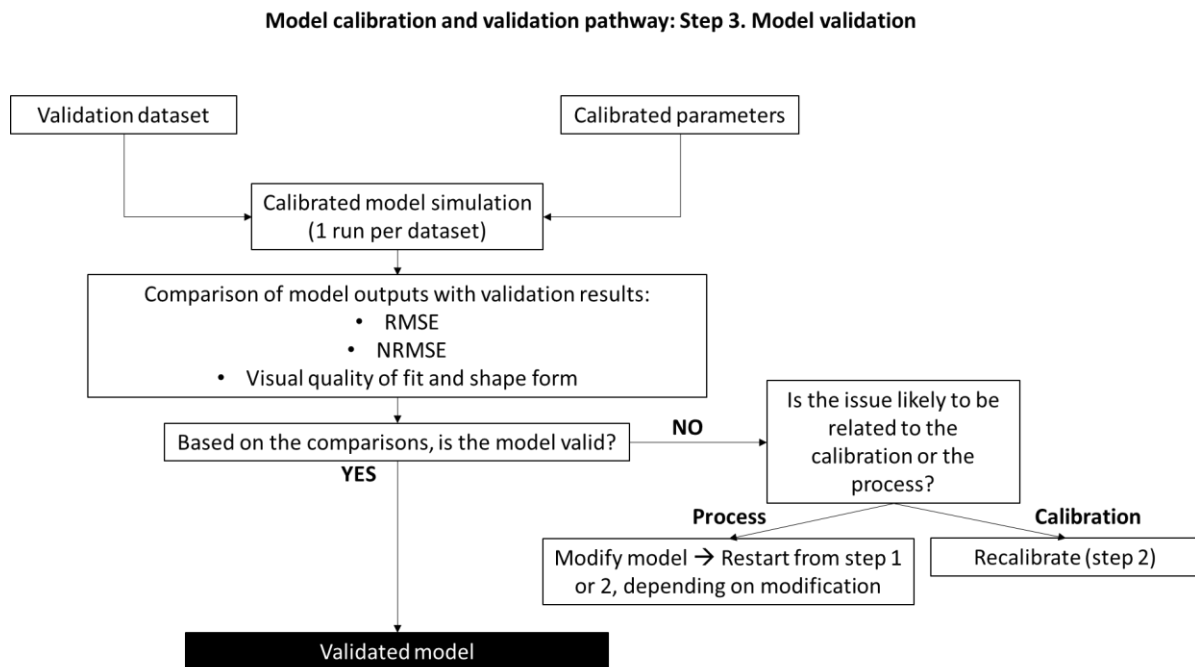 Model calibration and validation pathway: Step 3. Model validation
Validation dataset
Calibrated parameters
Calibrated model simulation
(1 run per dataset)
Comparison of model outputs with validation results:
• RMSE
• NRMSE
• Visual quality of fit and shape form
Based on the comparisons, is the model valid?
NO
YES
Is the issue likely to be
related to the
calibration or the
process?
Process
Calibration
Modify model → Restart from step 1
or 2, depending on modification
Recalibrate (step 2)
Validated model